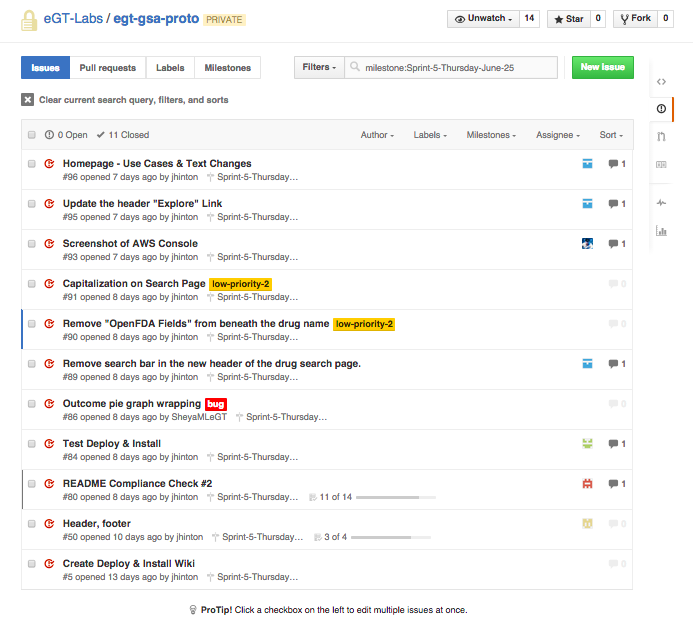 eGT-Labs / egt-gsa-proto PRIVATE
Unwatch 14 Star 0 Fork 0
Issues Pull requests Labels Milestones Filters milestone:Sprint-5-Thursday-June-25 New issue
Clear current search query, filters, and sorts
0 Open 11 Closed Author Labels Milestones Assignee Sort
Homepage - Use Cases & Text Changes 1
#96 opened 7 days ago by jhinton Sprint-5-Thursday…
Update the header "Explore" Link 1
#95 opened 7 days ago by jhinton Sprint-5-Thursday…
Screenshot of AWS Console 1
#93 opened 7 days ago by jhinton Sprint-5-Thursday…
Capitalization on Search Page low-priority-2 0
#91 opened 8 days ago by jhinton Sprint-5-Thursday…
Remove "OpenFDA Fields" from beneath the drug name low-priority-2 0
#90 opened 8 days ago by jhinton Sprint-5-Thursday…
Remove search bar in the new header of the drug search page. 1
#89 opened 8 days ago by jhinton Sprint-5-Thursday…
Outcome pie graph wrapping bug 0
#86 opened 8 days ago by SheyaMLeGT Sprint-5-Thursday…
Test Deploy & Install 1
#84 opened 8 days ago by jhinton Sprint-5-Thursday…
README Compliance Check #2 1
#80 opened 8 days ago by jhinton Sprint-5-Thursday… 11 of 14
Header, footer 0
#50 opened 10 days ago by jhinton Sprint-5-Thursday… 3 of 4
Create Deploy & Install Wiki 0
#5 opened 13 days ago by jhinton Sprint-5-Thursday…
ProTip! Click a checkbox on the left to edit multiple issues at once.